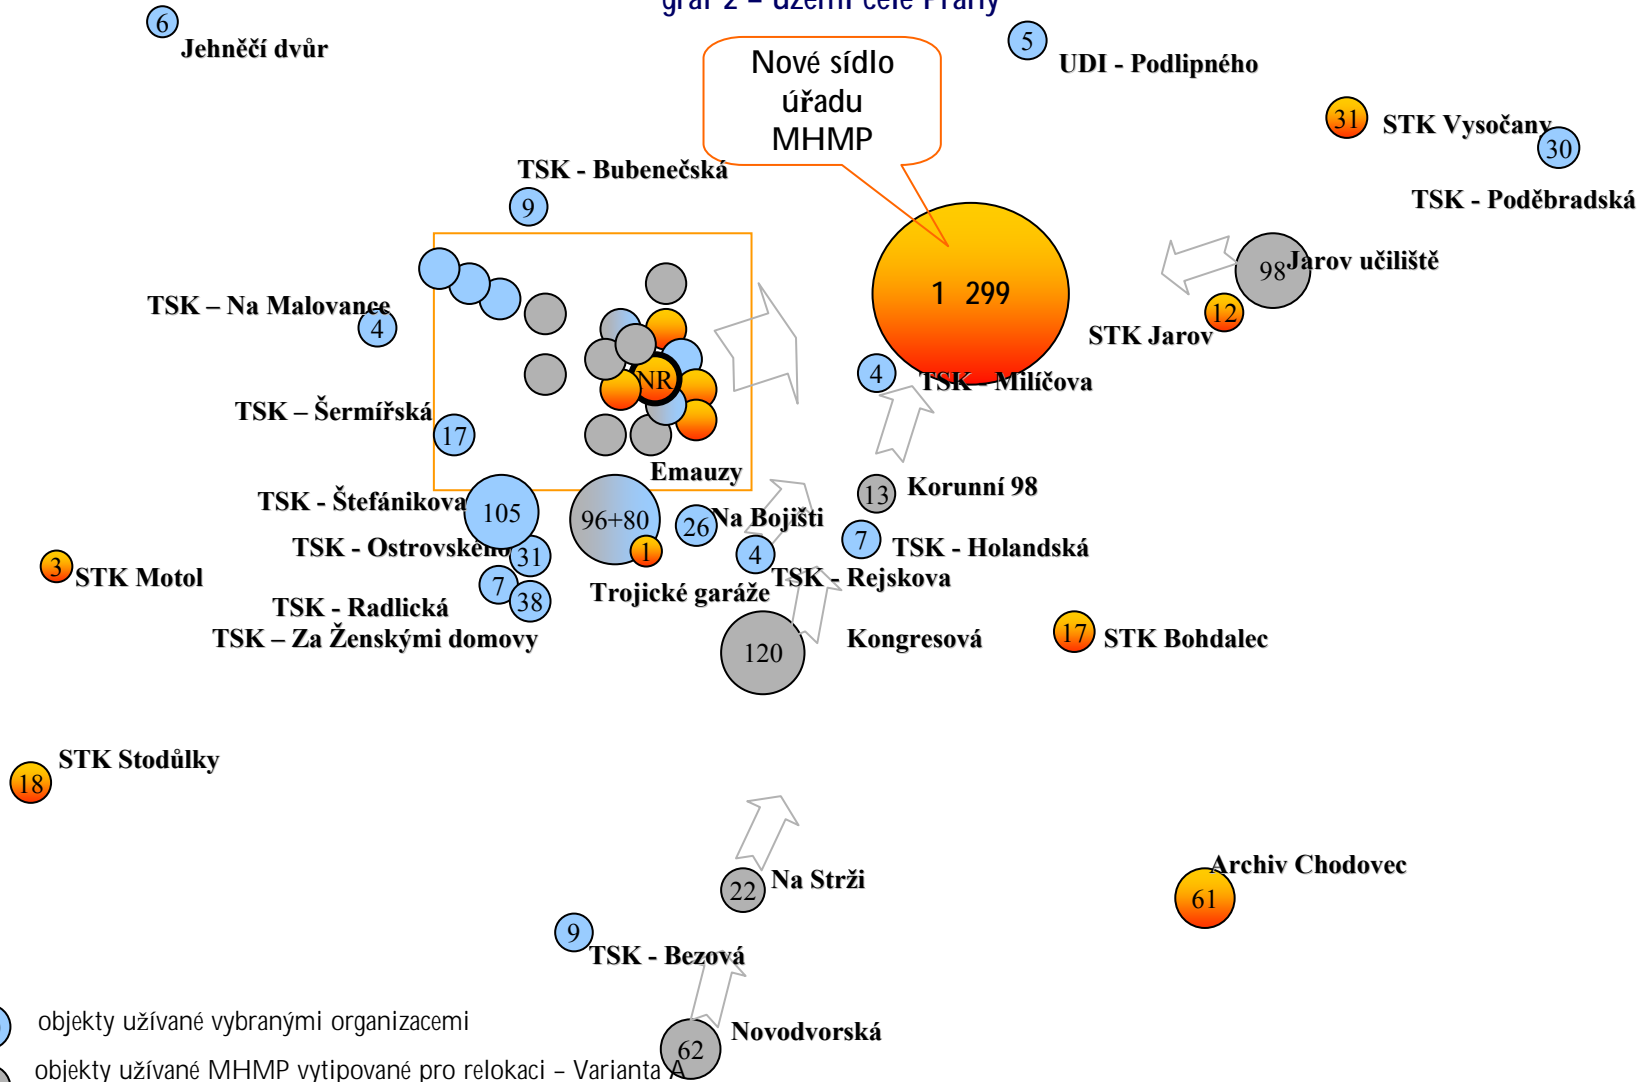 graf 2 – území celé Prahy
6
Jehněčí dvůr
Nové sídlo
úřadu
MHMP
5
UDI - Podlipného
31
STK Vysočany
30
TSK - Poděbradská
TSK - Bubenečská
9
1 299
98
Jarov učiliště
12
STK Jarov
TSK – Na Malovance
4
NR
4
TSK - Milíčova
TSK – Šermířská
17
Emauzy
13
Korunní 98
TSK - Štefánikova
105
96+80
26
Na Bojišti
TSK - Ostrovského
31
1
4
7
TSK - Holandská
3
STK Motol
7
38
Trojické garáže
TSK - Rejskova
TSK - Radlická
TSK – Za Ženskými domovy
120
Kongresová
17
STK Bohdalec
STK Stodůlky
18
22
Na Strži
Archiv Chodovec
61
9
TSK - Bezová
objekty užívané vybranými organizacemi
Novodvorská
62
objekty užívané MHMP vytipované pro relokaci – Varianta A